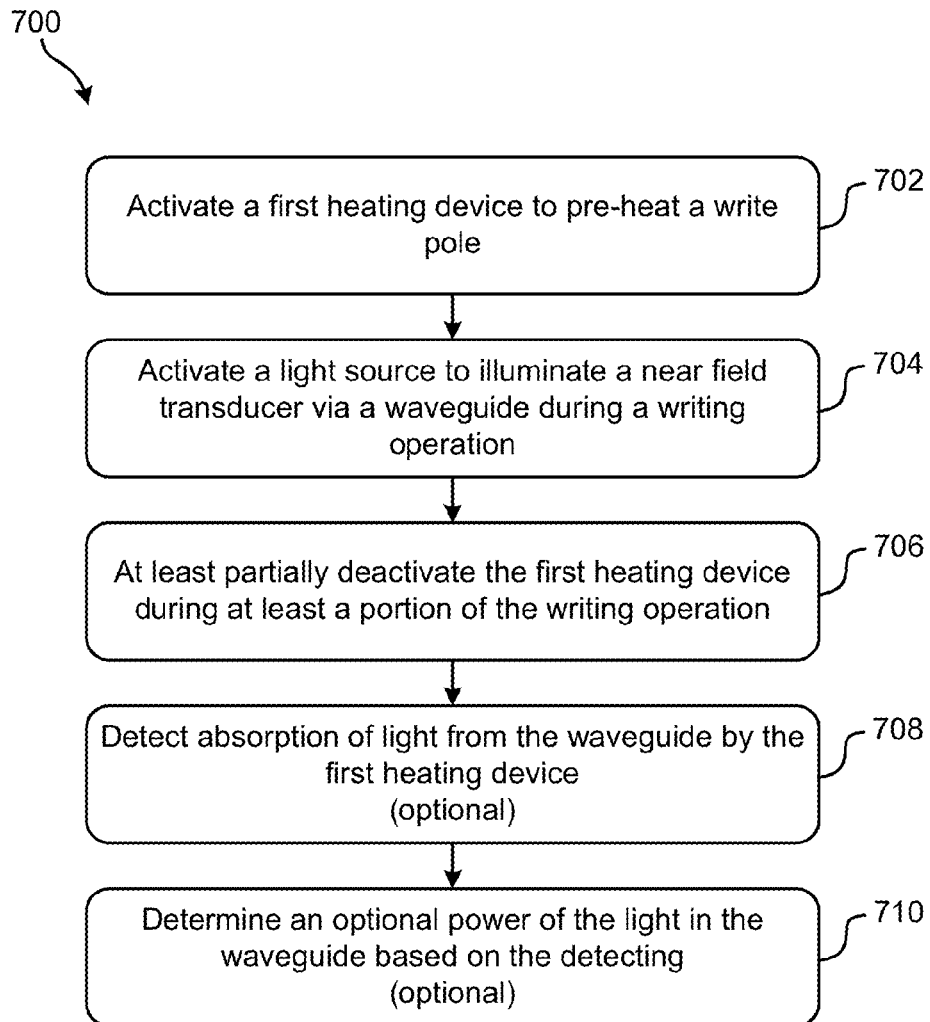 700
Activate a first heating device to pre-heat a write
pole
702
Activate a light source to illuminate a near field
transducer via a waveguide during a writing
operation
704
At least partially deactivate the first heating device
during at least a portion of the writing operation
706
Detect absorption of light from the waveguide by the
first heating device
(optional)
708
Determine an optional power of the light in the
waveguide based on the detecting
(optional)
710